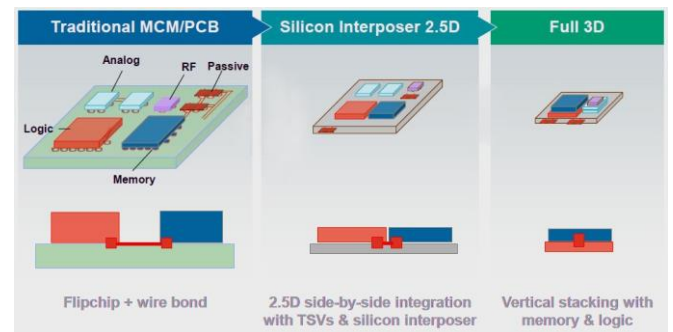 Traditional MCM/PCB
Silicon Interposer 2.5D
Full 3D
Analog
RF
Passive
Logic
Memory
Flipchip + wire bond
2.5D side-by-side integration
with TSVs & silicon interposer
Vertical stacking with
memory & logic